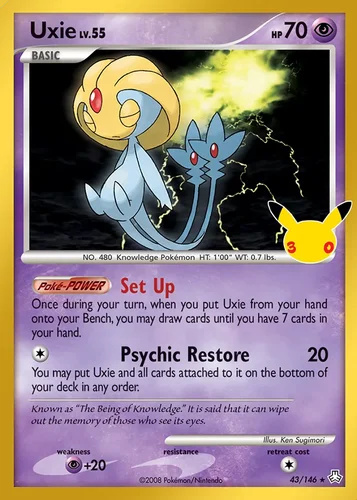 Uxie LV.55 HP 70
BASIC
NO. 480 Knowledge Pokémon HT: 1'00" WT: 0.7 lbs.
30
Poké-POWER Set Up
Once during your turn, when you put Uxie from your hand
onto your Bench, you may draw cards until you have 7 cards in
your hand.
Psychic Restore 20
You may put Uxie and all cards attached to it on the bottom of
your deck in any order.
Known as "The Being of Knowledge." It is said that it can wipe
out the memory of those who see its eyes.
Illus. Ken Sugimori
weakness resistance retreat cost
+20
©2008 Pokémon/Nintendo 43/146 ★